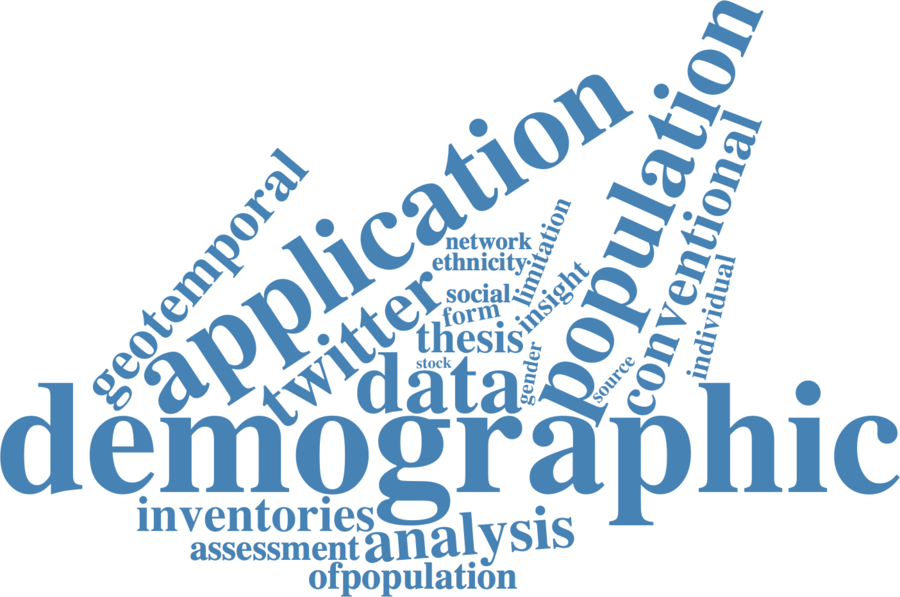 population
application
conventional
geotemporal
network
limitation
ethnicity
individual
insight
twitter
social
form
thesis
gender
source
stock
data
demographic
inventories
analysis
assessment
ofpopulation